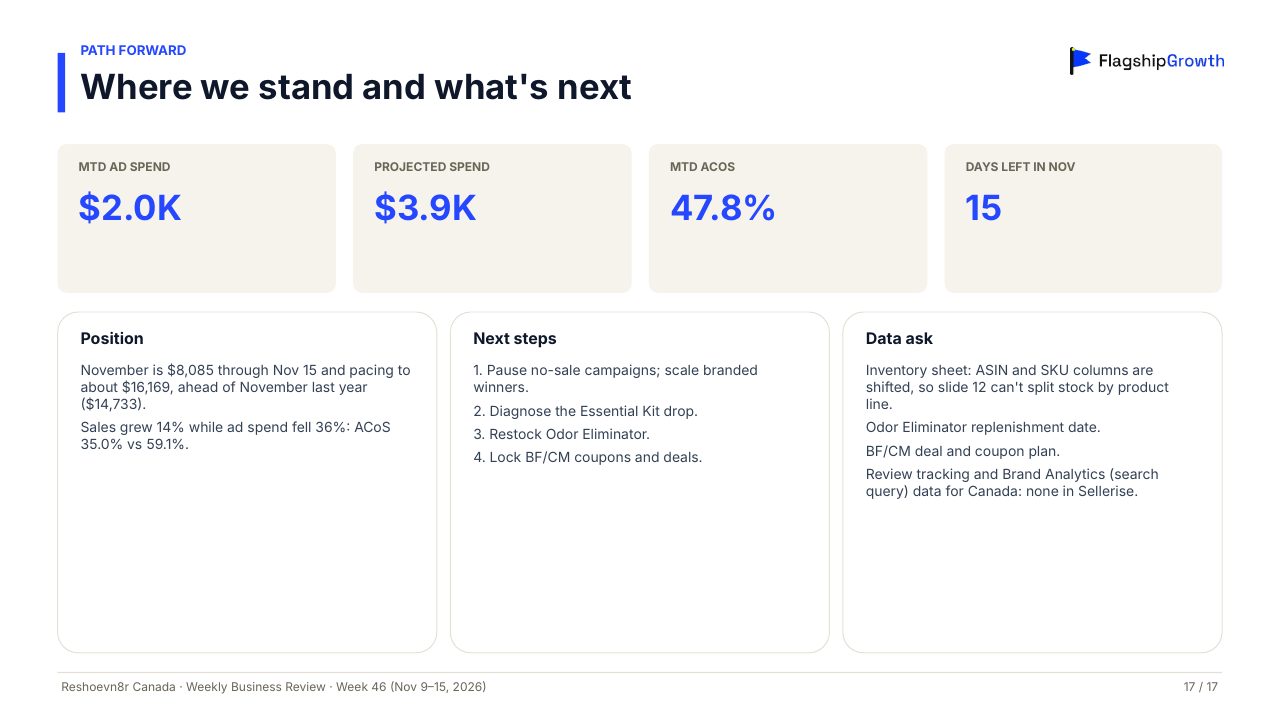 PATH FORWARD
Where we stand and what's next
FlagshipGrowth
MTD AD SPEND
$2.0K
PROJECTED SPEND
$3.9K
MTD ACOS
47.8%
DAYS LEFT IN NOV
15
Position
November is $8,085 through Nov 15 and pacing to
about $16,169, ahead of November last year
($14,733).
Sales grew 14% while ad spend fell 36%: ACoS
35.0% vs 59.1%.
Next steps
1. Pause no-sale campaigns; scale branded
winners.
2. Diagnose the Essential Kit drop.
3. Restock Odor Eliminator.
4. Lock BF/CM coupons and deals.
Data ask
Inventory sheet: ASIN and SKU columns are
shifted, so slide 12 can't split stock by product
line.
Odor Eliminator replenishment date.
BF/CM deal and coupon plan.
Review tracking and Brand Analytics (search
query) data for Canada: none in Sellerise.
Reshoevn8r Canada · Weekly Business Review · Week 46 (Nov 9–15, 2026)
17 / 17